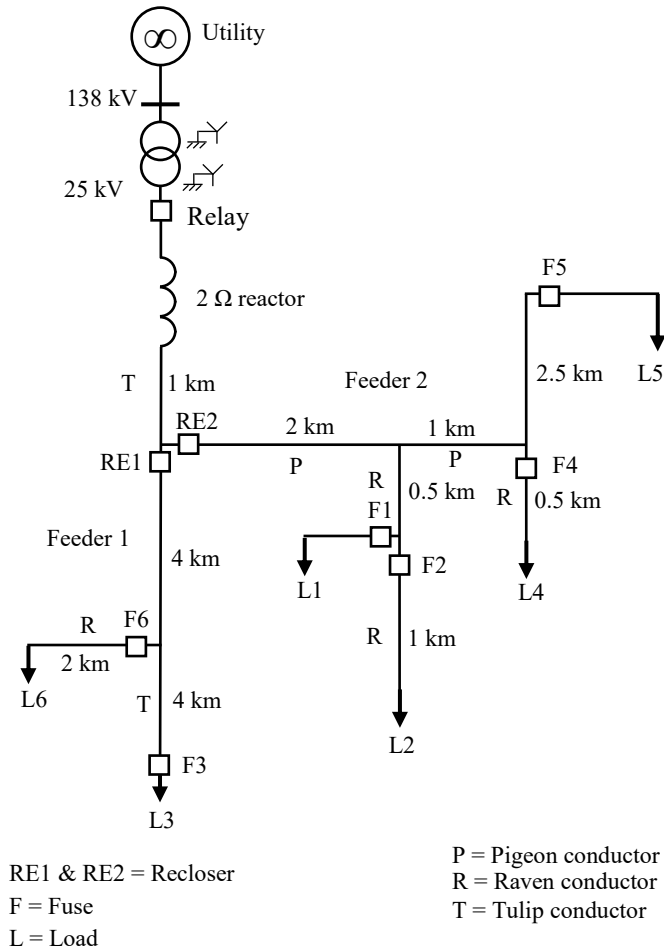 ∞
Utility
138 kV
25 kV
Relay
2 Ω reactor
T
1 km
Feeder 2
F5
L5
2.5 km
RE2
2 km
1 km
P
P
RE1
R
0.5 km
F4
R
0.5 km
Feeder 1
F1
F2
L1
L4
4 km
R
F6
2 km
R
1 km
L6
T
4 km
L2
F3
L3
RE1 & RE2 = Recloser
F = Fuse
L = Load
P = Pigeon conductor
R = Raven conductor
T = Tulip conductor